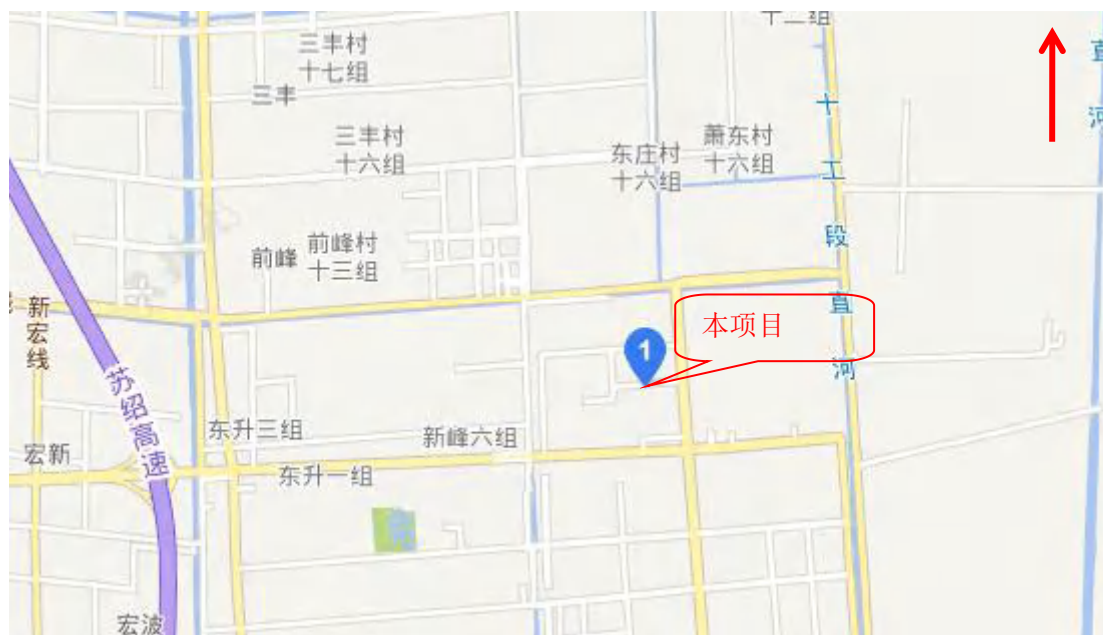 十二组
三丰村
十七组
直
河
三丰
三丰村
十六组
东庄村
十六组
萧东村
十六组
十
工
段
直
河
前峰
前峰村
十三组
新
宏
线
本项目
1
苏
绍
高
速
东升三组
新峰六组
宏新
东升一组
宏波